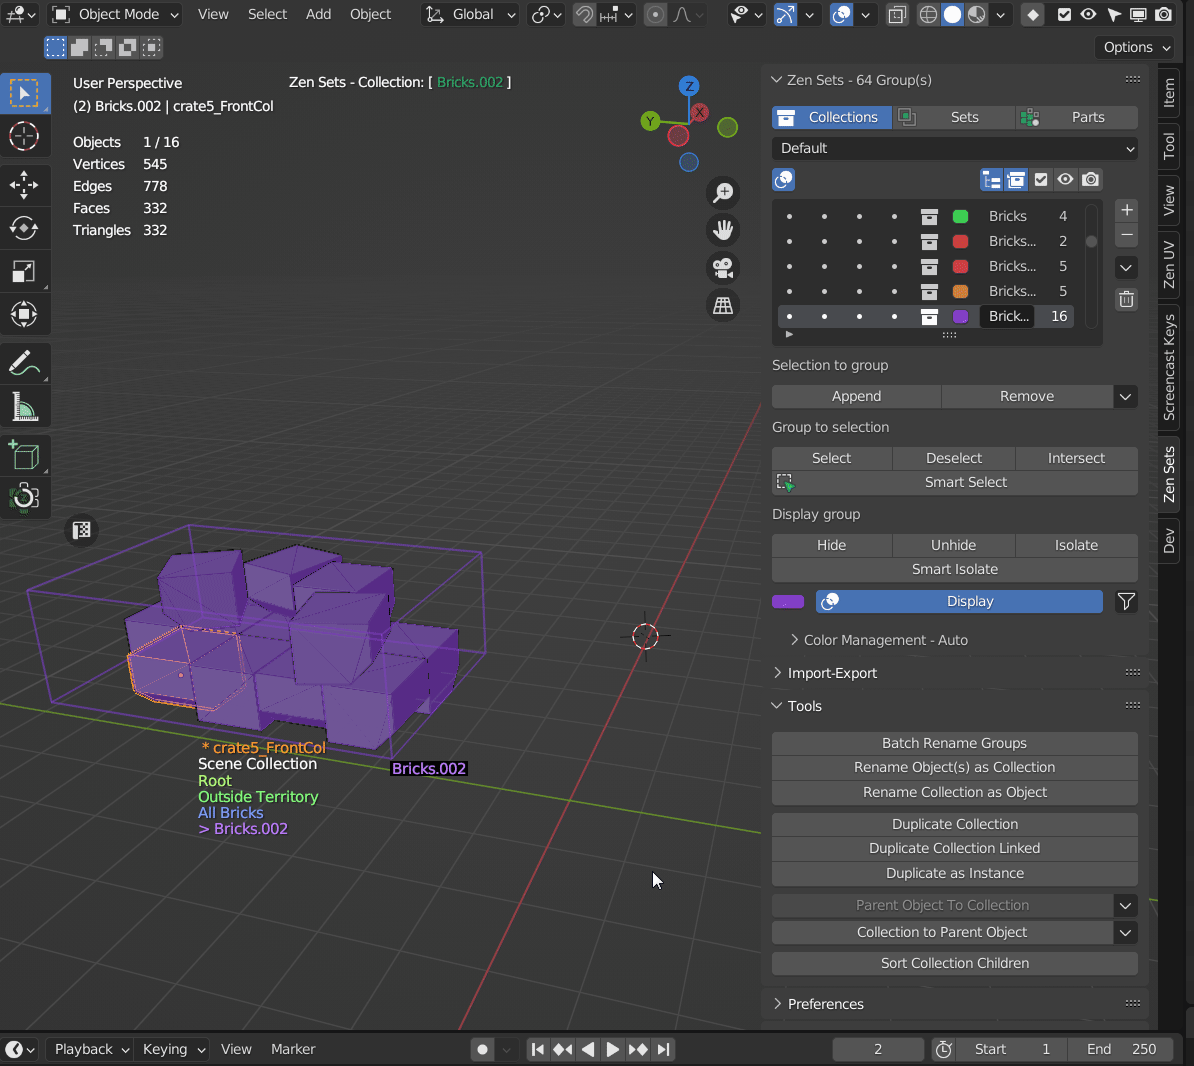 Object Mode View Select Add Object Global
Options
User Perspective
(2) Bricks.002 | crate5_FrontCol
Zen Sets - Collection: [ Bricks.002 ]
Objects 1 / 16
Vertices 545
Edges 778
Faces 332
Triangles 332
Z
Y
X
Zen Sets - 64 Group(s)
Collections Sets Parts
Default
Bricks 4
Bricks... 2
Bricks... 5
Bricks... 5
Brick... 16
Selection to group
Append Remove
Group to selection
Select Deselect Intersect
Smart Select
Display group
Hide Unhide Isolate
Smart Isolate
Display
Color Management - Auto
Import-Export
Tools
Batch Rename Groups
Rename Object(s) as Collection
Rename Collection as Object
Duplicate Collection
Duplicate Collection Linked
Duplicate as Instance
Parent Object To Collection
Collection to Parent Object
Sort Collection Children
Preferences
Item
Tool
View
Zen UV
Screencast Keys
Zen Sets
Dev
* crate5_FrontCol
Scene Collection
Root
Outside Territory
All Bricks
> Bricks.002
Bricks.002
Playback Keying View Marker 2 Start 1 End 250